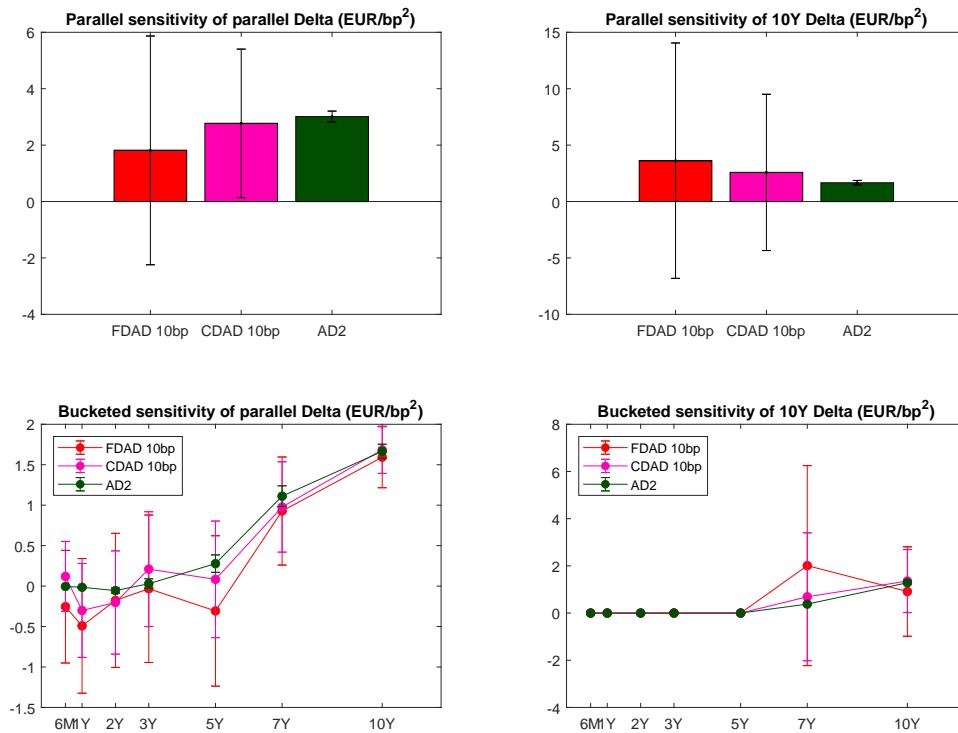 Parallel sensitivity of parallel Delta (EUR/bp²)
6
4
2
0
-2
-4
FDAD 10bp CDAD 10bp AD2
Parallel sensitivity of 10Y Delta (EUR/bp²)
15
10
5
0
-5
-10
FDAD 10bp CDAD 10bp AD2
Bucketed sensitivity of parallel Delta (EUR/bp²)
2
1.5
1
0.5
0
-0.5
-1
-1.5
FDAD 10bp
CDAD 10bp
AD2
6M 1Y 2Y 3Y 5Y 7Y 10Y
Bucketed sensitivity of 10Y Delta (EUR/bp²)
8
6
4
2
0
-2
-4
FDAD 10bp
CDAD 10bp
AD2
6M 1Y 2Y 3Y 5Y 7Y 10Y